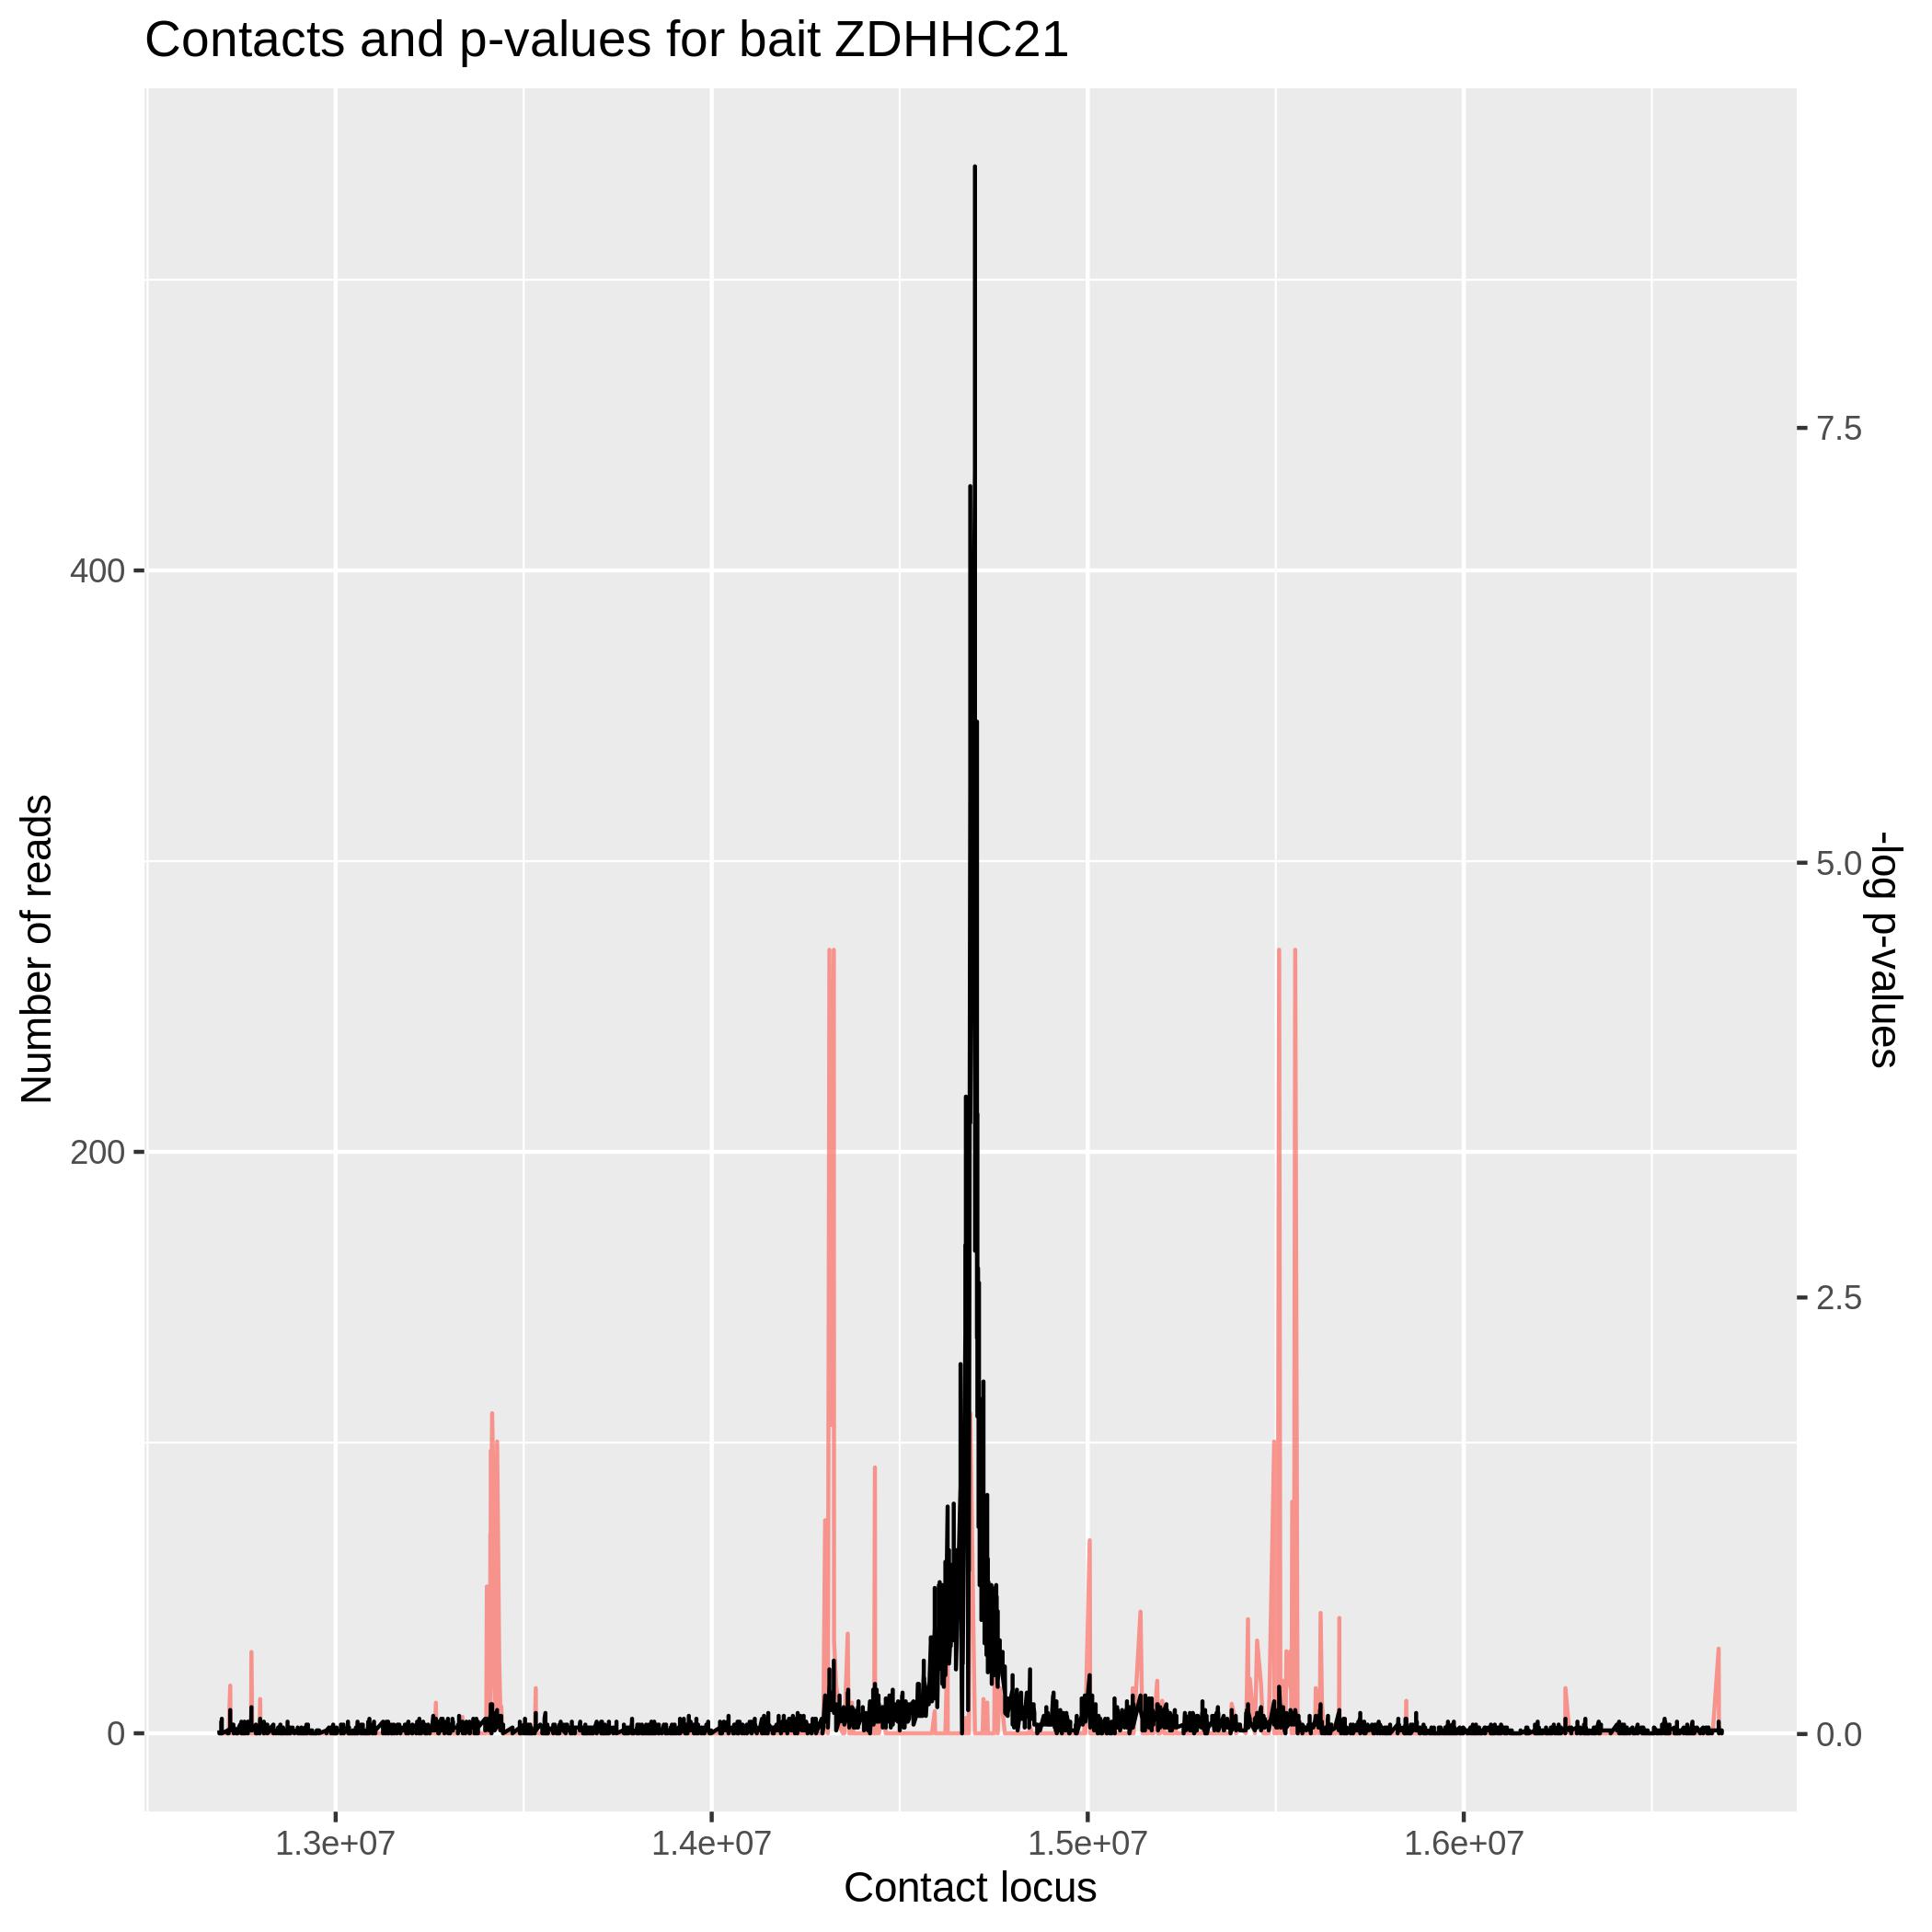 Contacts and p-values for bait ZDHHC21
Number of reads
400
200
0
7.5
5.0
2.5
0.0
-log p-values
1.3e+07
1.4e+07
1.5e+07
1.6e+07
Contact locus